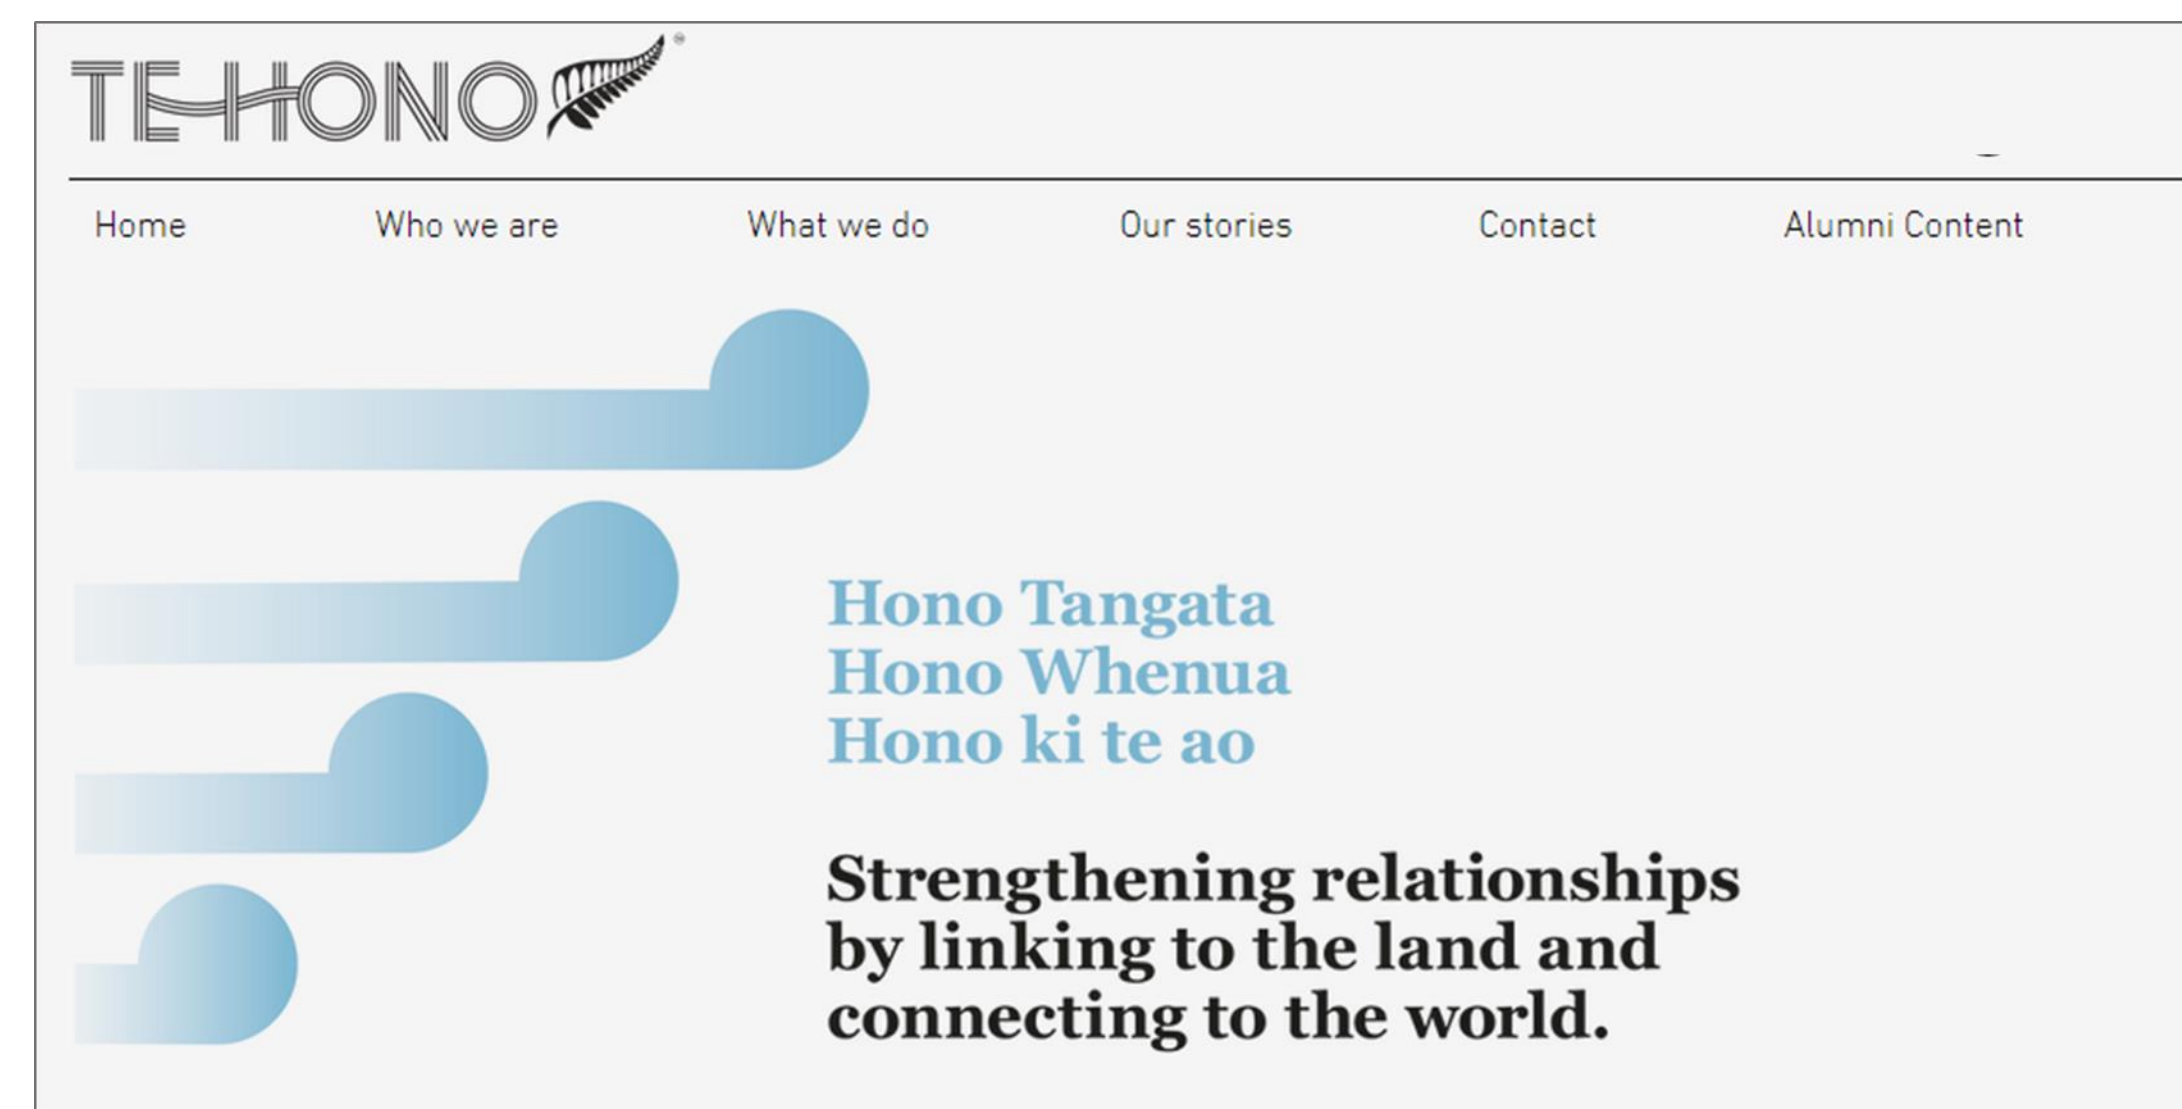 TE HONO
Home Who we are What we do Our stories Contact Alumni Content
Hono Tangata
Hono Whenua
Hono ki te ao
Strengthening relationships
by linking to the land and
connecting to the world.